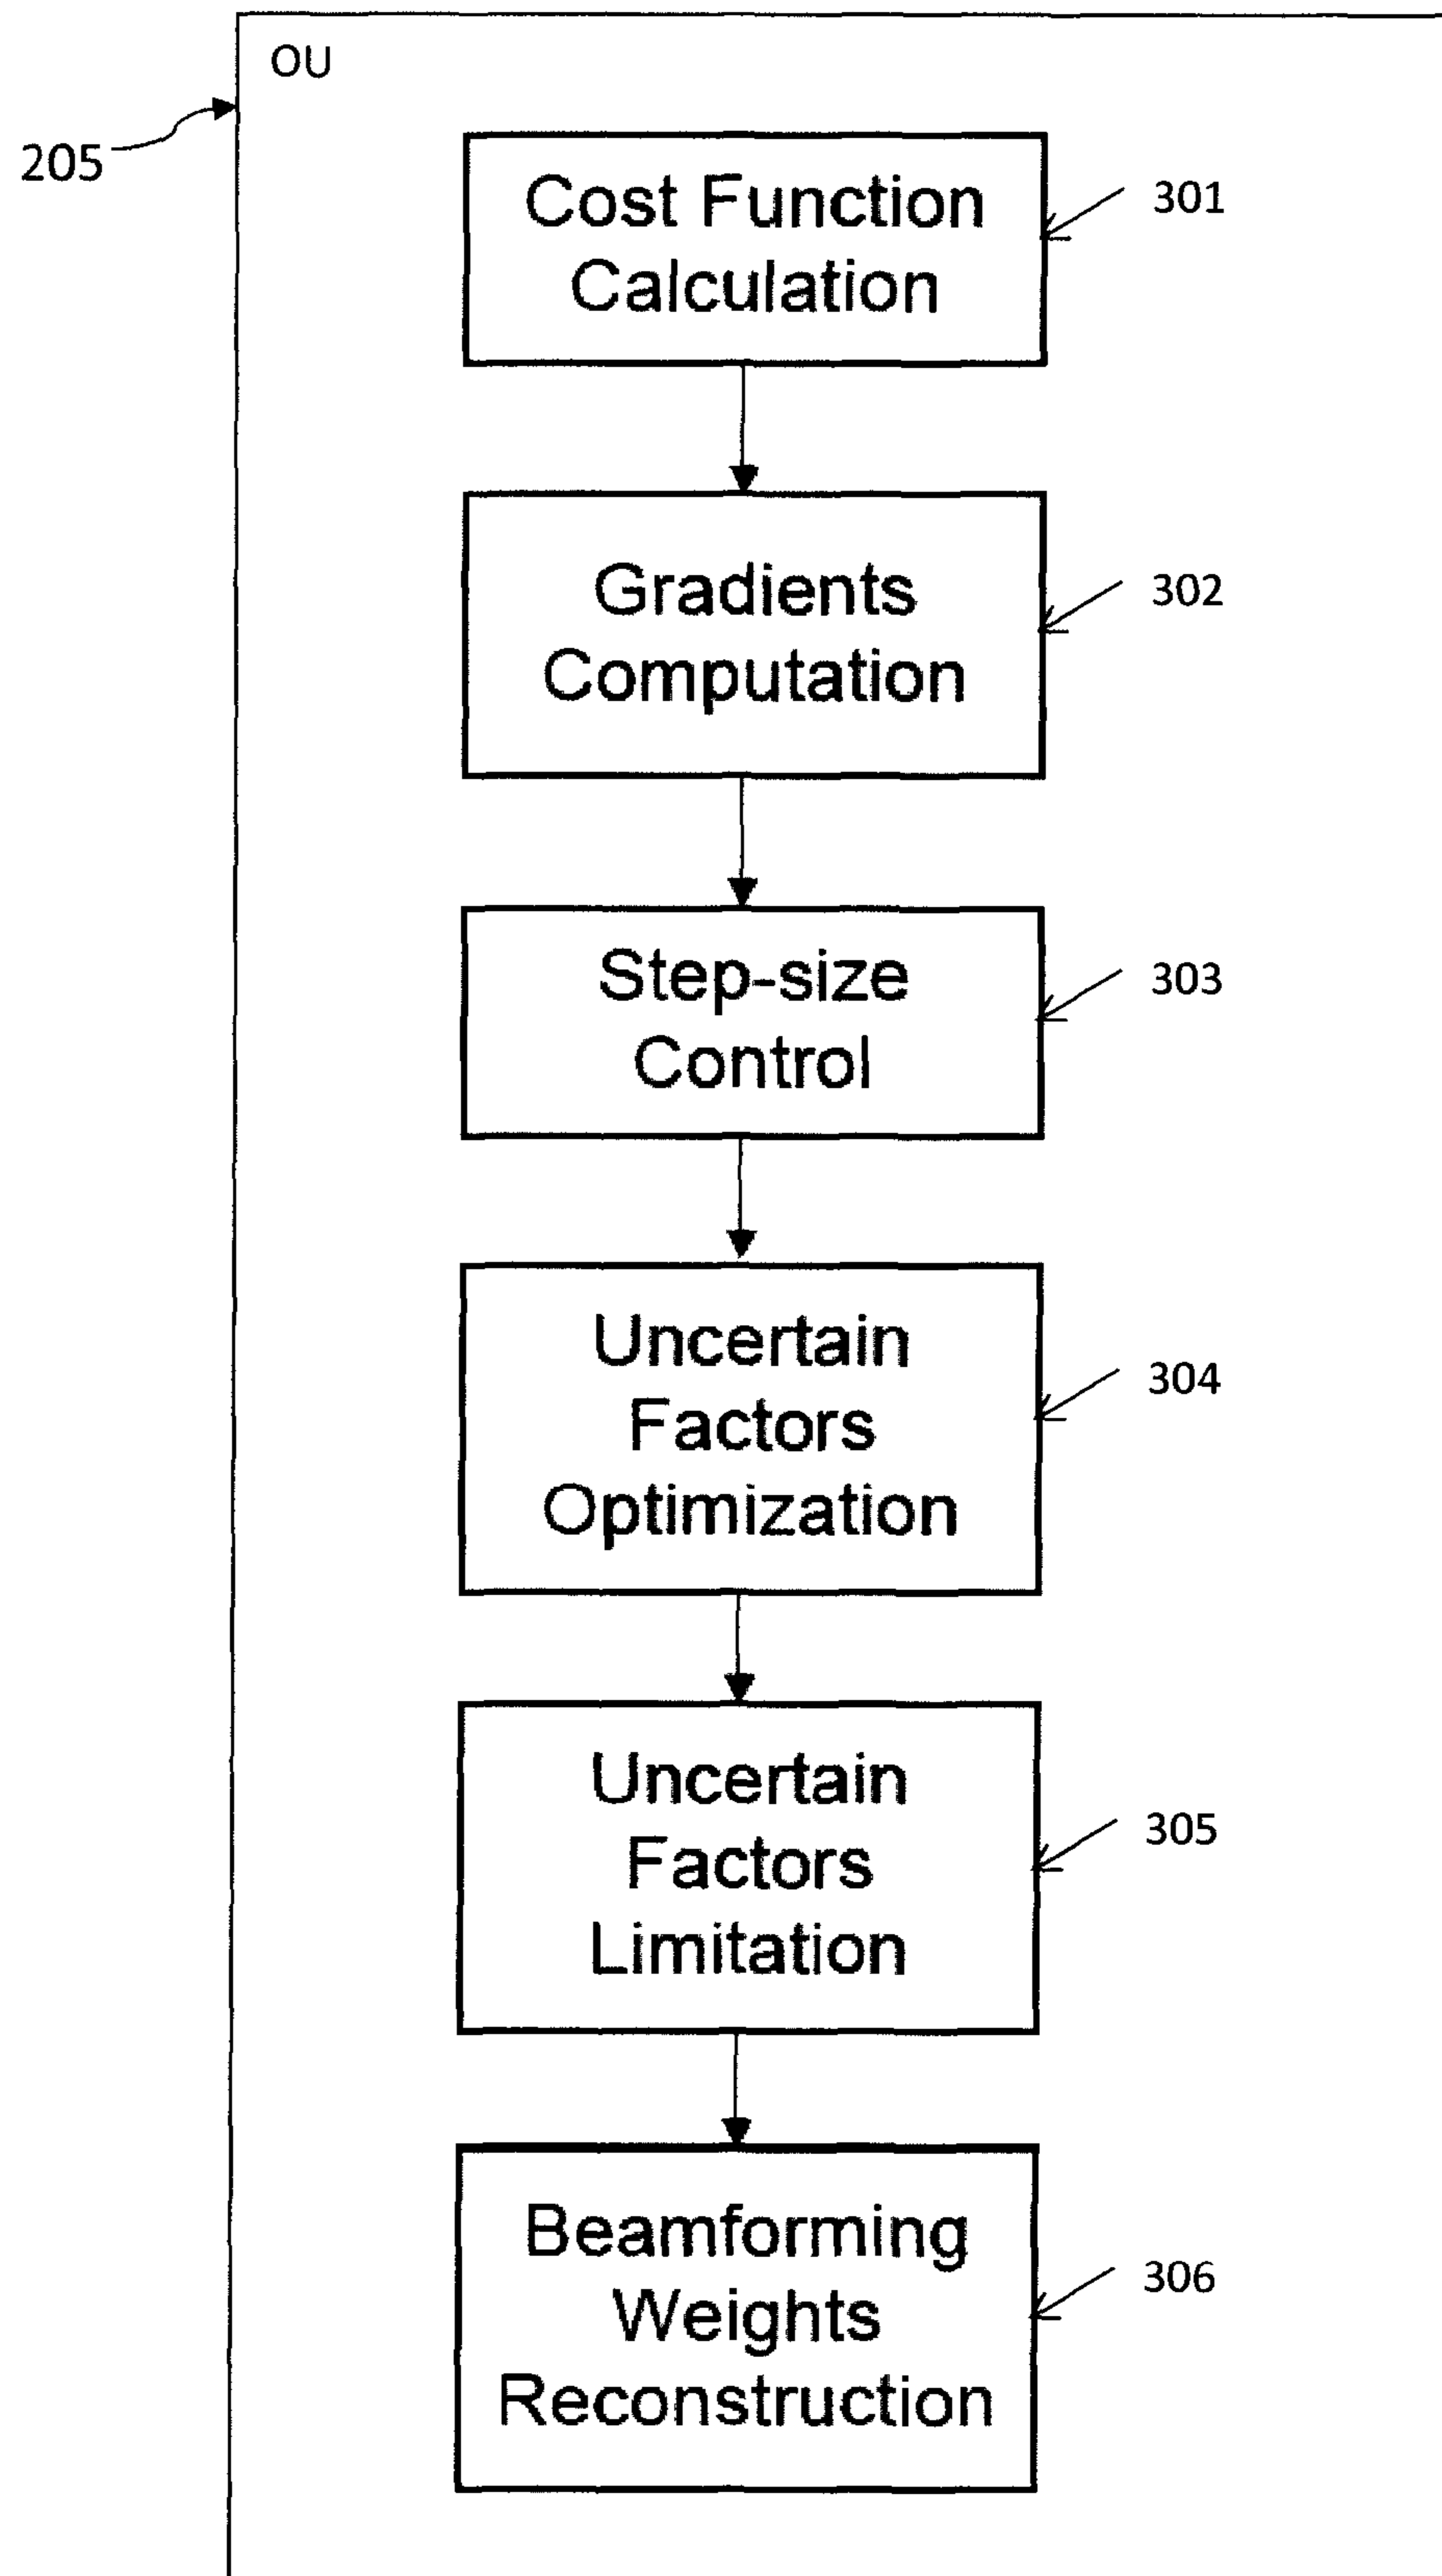 OU
205
Cost Function
Calculation
301
Gradients
Computation
302
Step-size
Control
303
Uncertain
Factors
Optimization
304
Uncertain
Factors
Limitation
305
Beamforming
Weights
Reconstruction
306